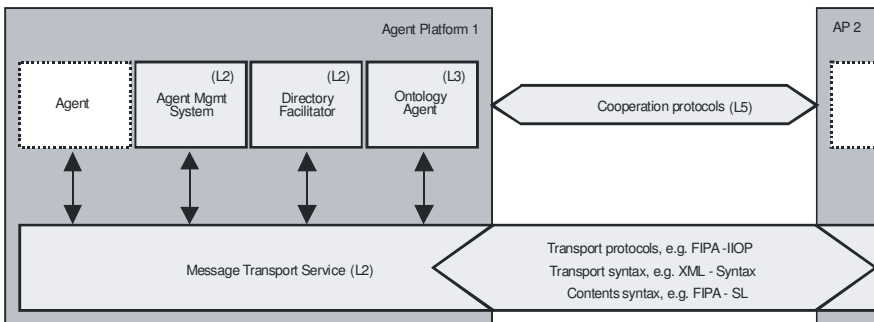 Agent Platform 1
AP 2
Agent
(L2)
Agent Mgmt
System
(L2)
Directory
Facilitator
(L3)
Ontology
Agent
Cooperation protocols (L5)
Message Transport Service (L2)
Transport protocols, e.g. FIPA-IIOP
Transport syntax, e.g. XML - Syntax
Contents syntax, e.g. FIPA - SL